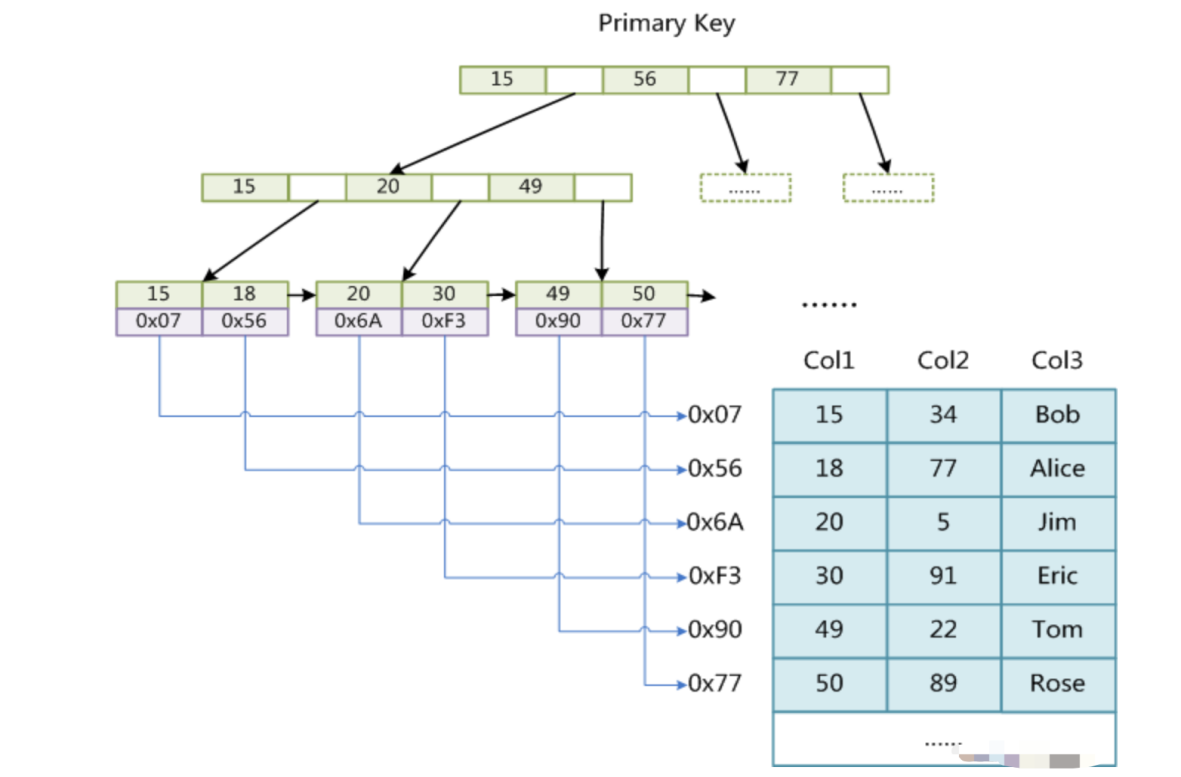 Primary Key
15 56 77
15 20 49
...... ......
15 18 20 30 49 50
0x07 0x56 0x6A 0xF3 0x90 0x77
......
Col1 Col2 Col3
0x07 15 34 Bob
0x56 18 77 Alice
0x6A 20 5 Jim
0xF3 30 91 Eric
0x90 49 22 Tom
0x77 50 89 Rose
......